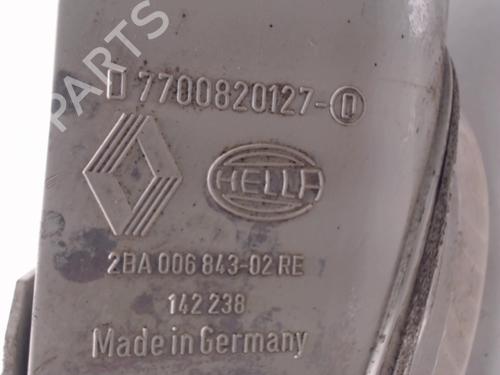 B-PARTS
7700820127-
HELLA
2BA 006 843-02 RE
142 238
Made in Germany